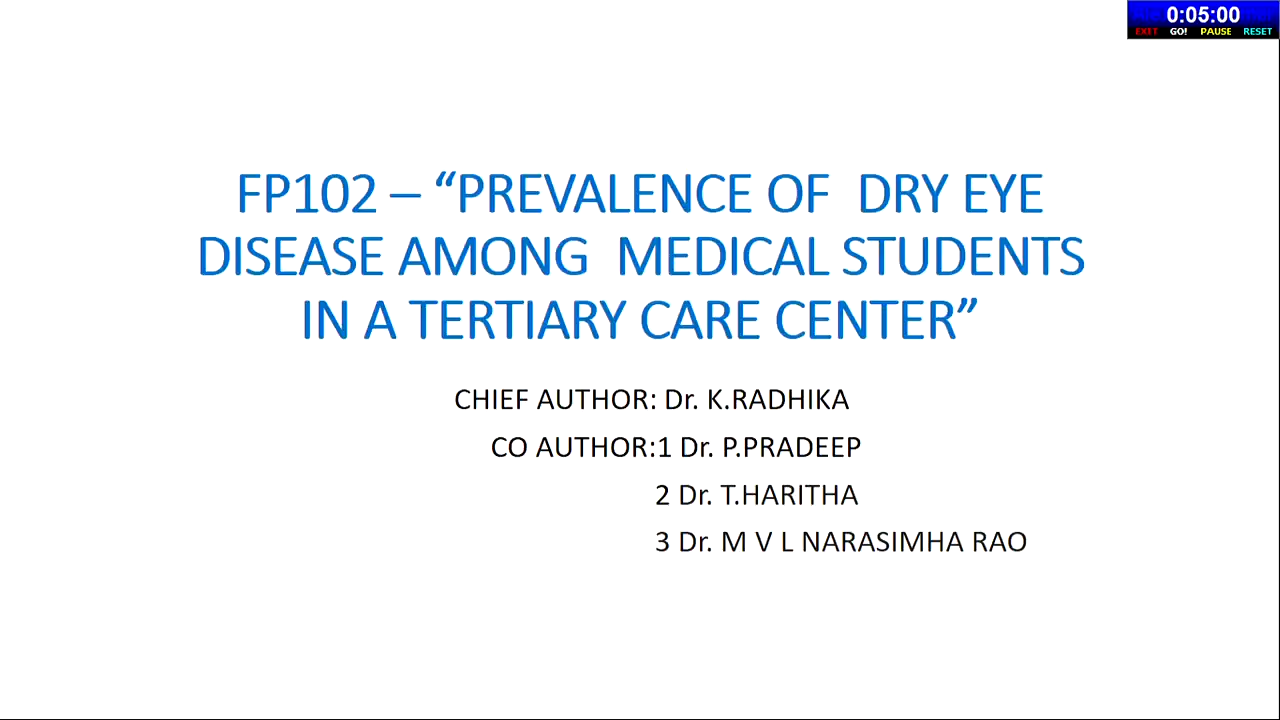 0:05:00
EXIT GO! PAUSE RESET
FP102 – “PREVALENCE OF DRY EYE
DISEASE AMONG MEDICAL STUDENTS
IN A TERTIARY CARE CENTER”
CHIEF AUTHOR: Dr. K.RADHIKA
CO AUTHOR:1 Dr. P.PRADEEP
2 Dr. T.HARITHA
3 Dr. M V L NARASIMHA RAO